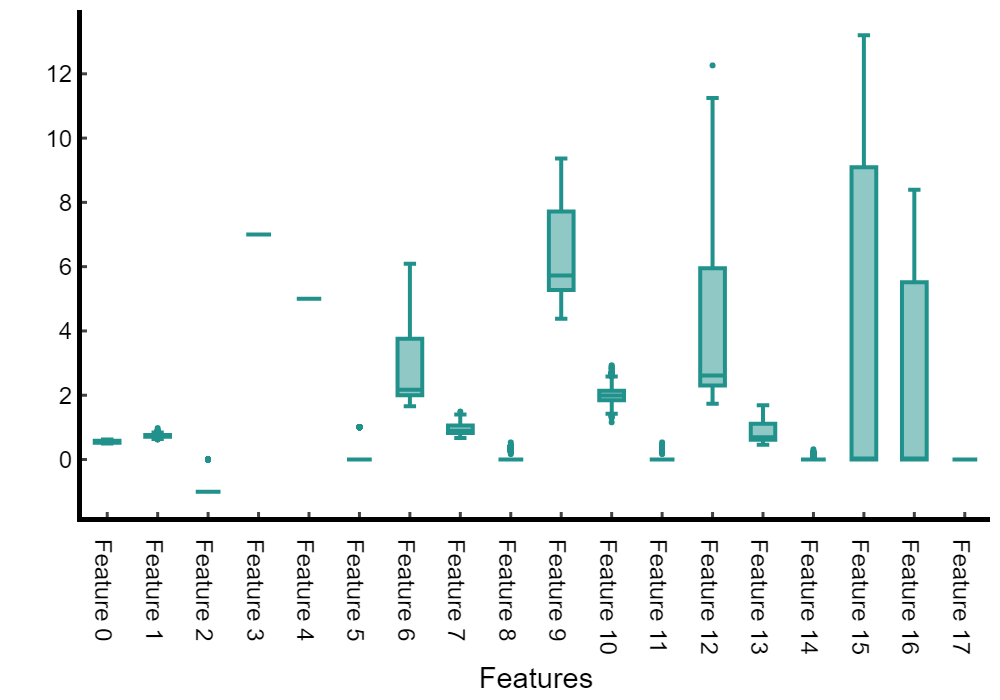 12
10
8
6
4
2
0
Feature 0
Feature 1
Feature 2
Feature 3
Feature 4
Feature 5
Feature 6
Feature 7
Feature 8
Feature 9
Feature 10
Feature 11
Feature 12
Feature 13
Feature 14
Feature 15
Feature 16
Feature 17
Features